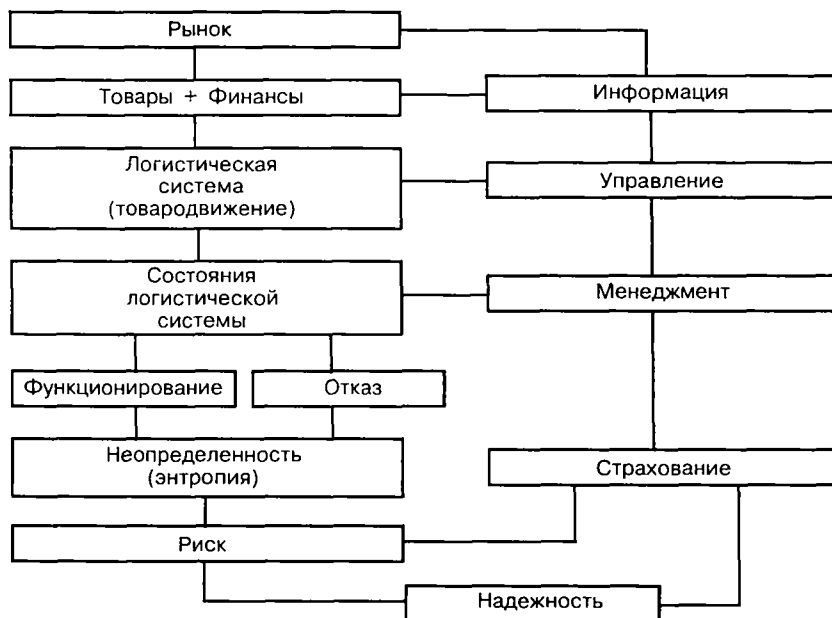 Рынок
Товары + Финансы
Информация
Логистическая
система
(товародвижение)
Управление
Состояния
логистической
системы
Менеджмент
Функционирование
Отказ
Неопределенность
(энтропия)
Страхование
Риск
Надежность